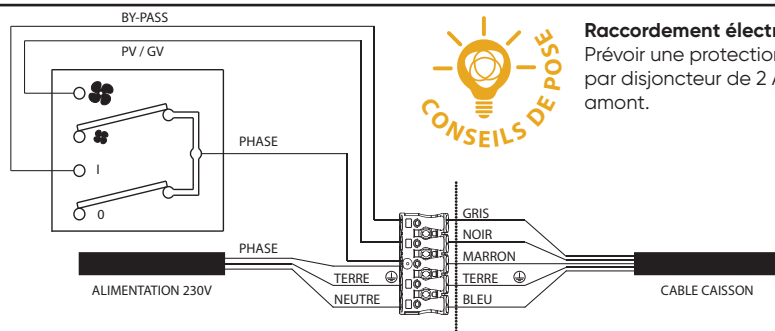 BY-PASS
PV / GV
PHASE
I
0
PHASE
TERRE
NEUTRE
ALIMENTATION 230V
GRIS
NOIR
MARRON
TERRE
BLEU
CABLE CAISSON
CONSEILS DE POSE
Raccordement électr
Prévoir une protection
par disjoncteur de 2 A
amont.